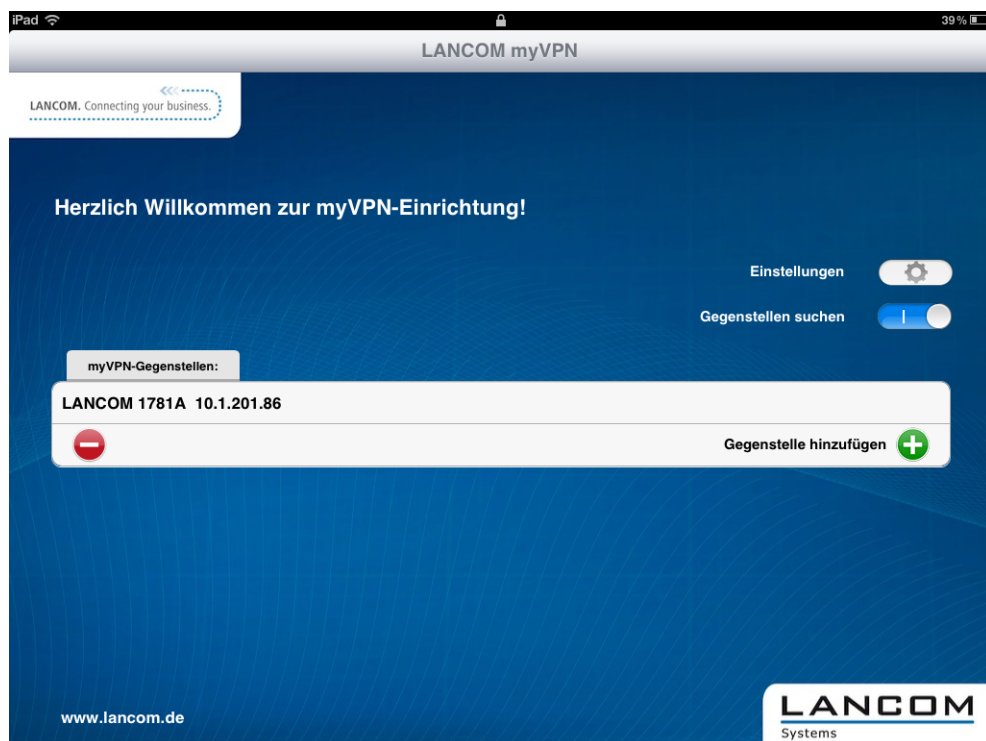 iPad
39 %
LANCOM myVPN
LANCOM. Connecting your business.
Herzlich Willkommen zur myVPN-Einrichtung!
Einstellungen
Gegenstellen suchen
myVPN-Gegenstellen:
LANCOM 1781A 10.1.201.86
Gegenstelle hinzufügen
www.lancom.de
LANCOM
Systems